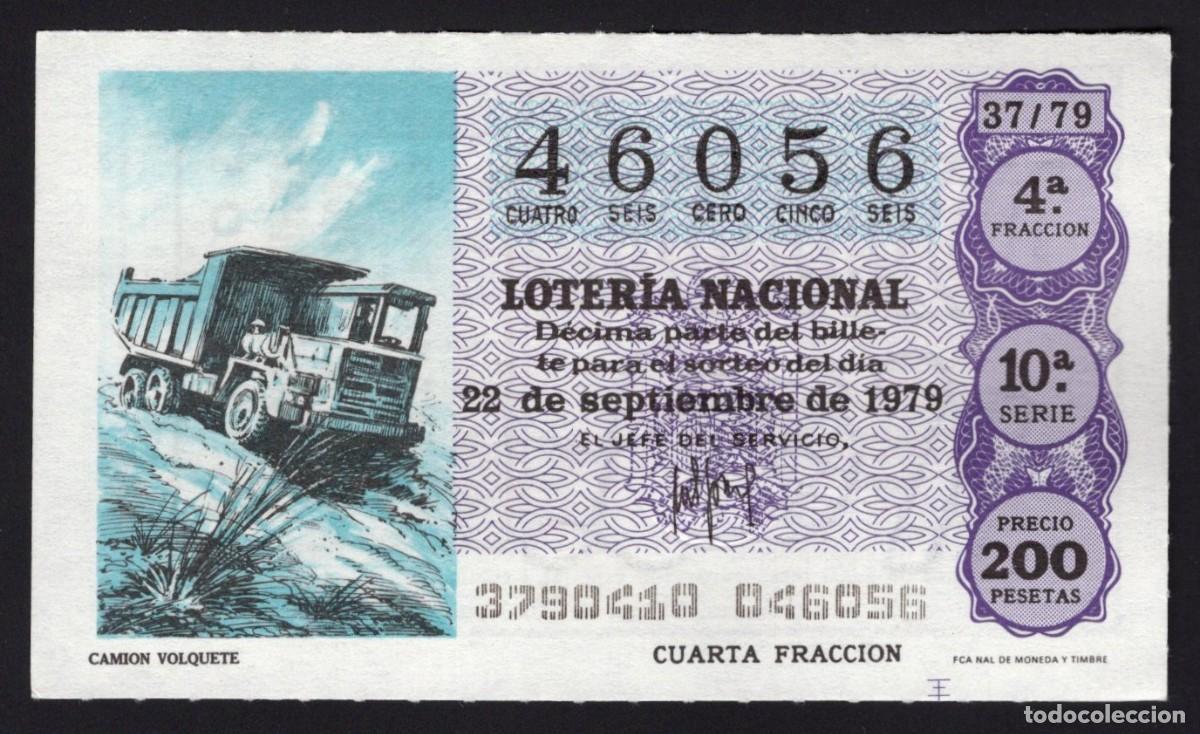 46056
CUATRO SEIS CERO CINCO SEIS
LOTERÍA NACIONAL
Décima parte del bille-
te para el sorteo del día
22 de septiembre de 1979
EL JEFE DEL SERVICIO,
3790410 046056
CUARTA FRACCION
CAMION VOLQUETE
37/79
4ª.
FRACCION
10ª.
SERIE
PRECIO
200
PESETAS
FCA NAL DE MONEDA Y TIMBRE
todocoleccion